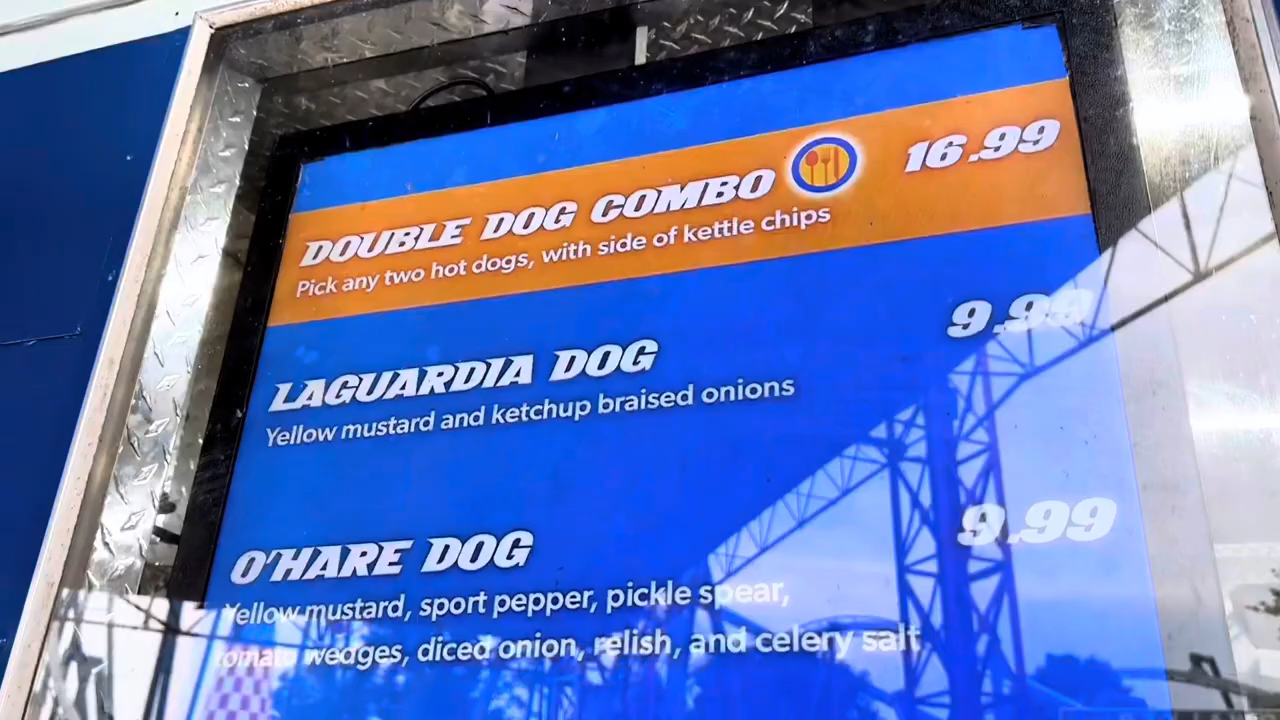 DOUBLE DOG COMBO 16.99
Pick any two hot dogs, with side of kettle chips
LAGUARDIA DOG 9.99
Yellow mustard and ketchup braised onions
O'HARE DOG 9.99
Yellow mustard, sport pepper, pickle spear,
tomato wedges, diced onion, relish, and celery salt